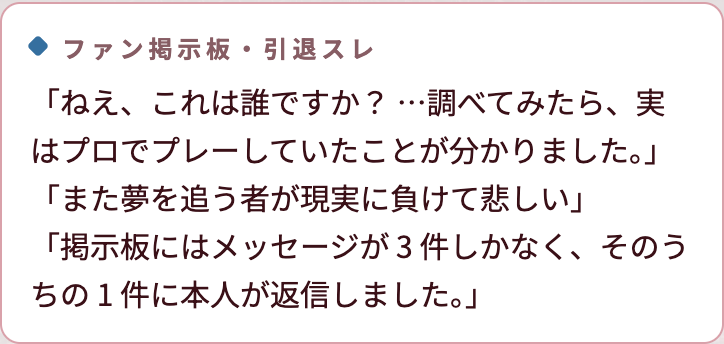 ファン掲示板・引退スレ
「ねえ、これは誰ですか？ …調べてみたら、実
はプロでプレーしていたことが分かりました。」
「また夢を追う者が現実に負けて悲しい」
「掲示板にはメッセージが 3 件しかなく、そのう
ちの 1 件に本人が返信しました。」